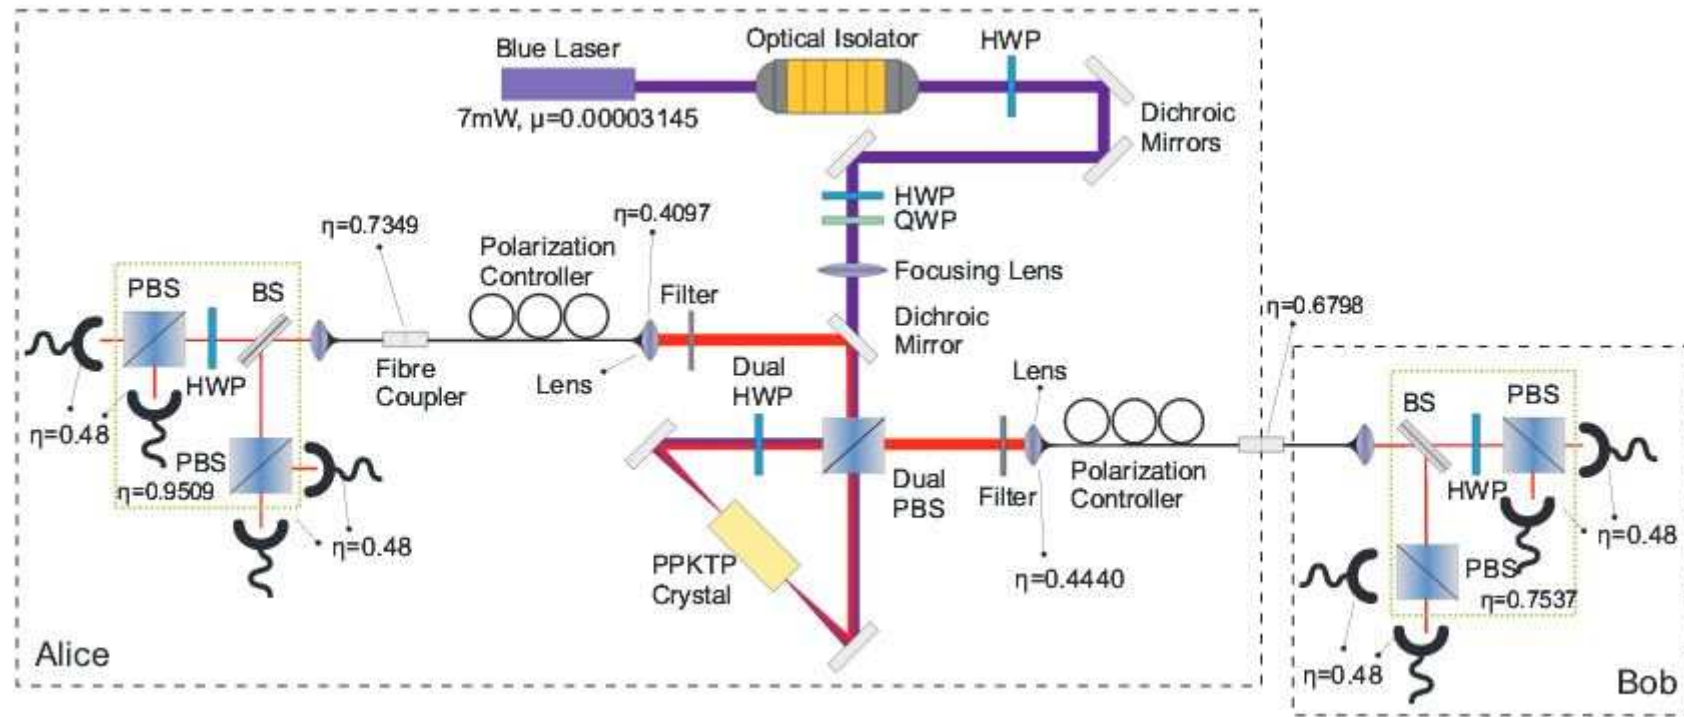 Blue Laser
7mW, μ=0.00003145
Optical Isolator
HWP
Dichroic
Mirrors
HWP
QWP
Focusing Lens
Dichroic
Mirror
η=0.7349
η=0.4097
Polarization
Controller
Filter
PBS
BS
HWP
Fibre
Coupler
Lens
η=0.48
PBS
η=0.9509
η=0.48
Dual
HWP
Dual
PBS
PPKTP
Crystal
Lens
Filter
Polarization
Controller
η=0.4440
η=0.6798
BS
PBS
HWP
η=0.48
PBS
η=0.7537
η=0.48
Alice
Bob